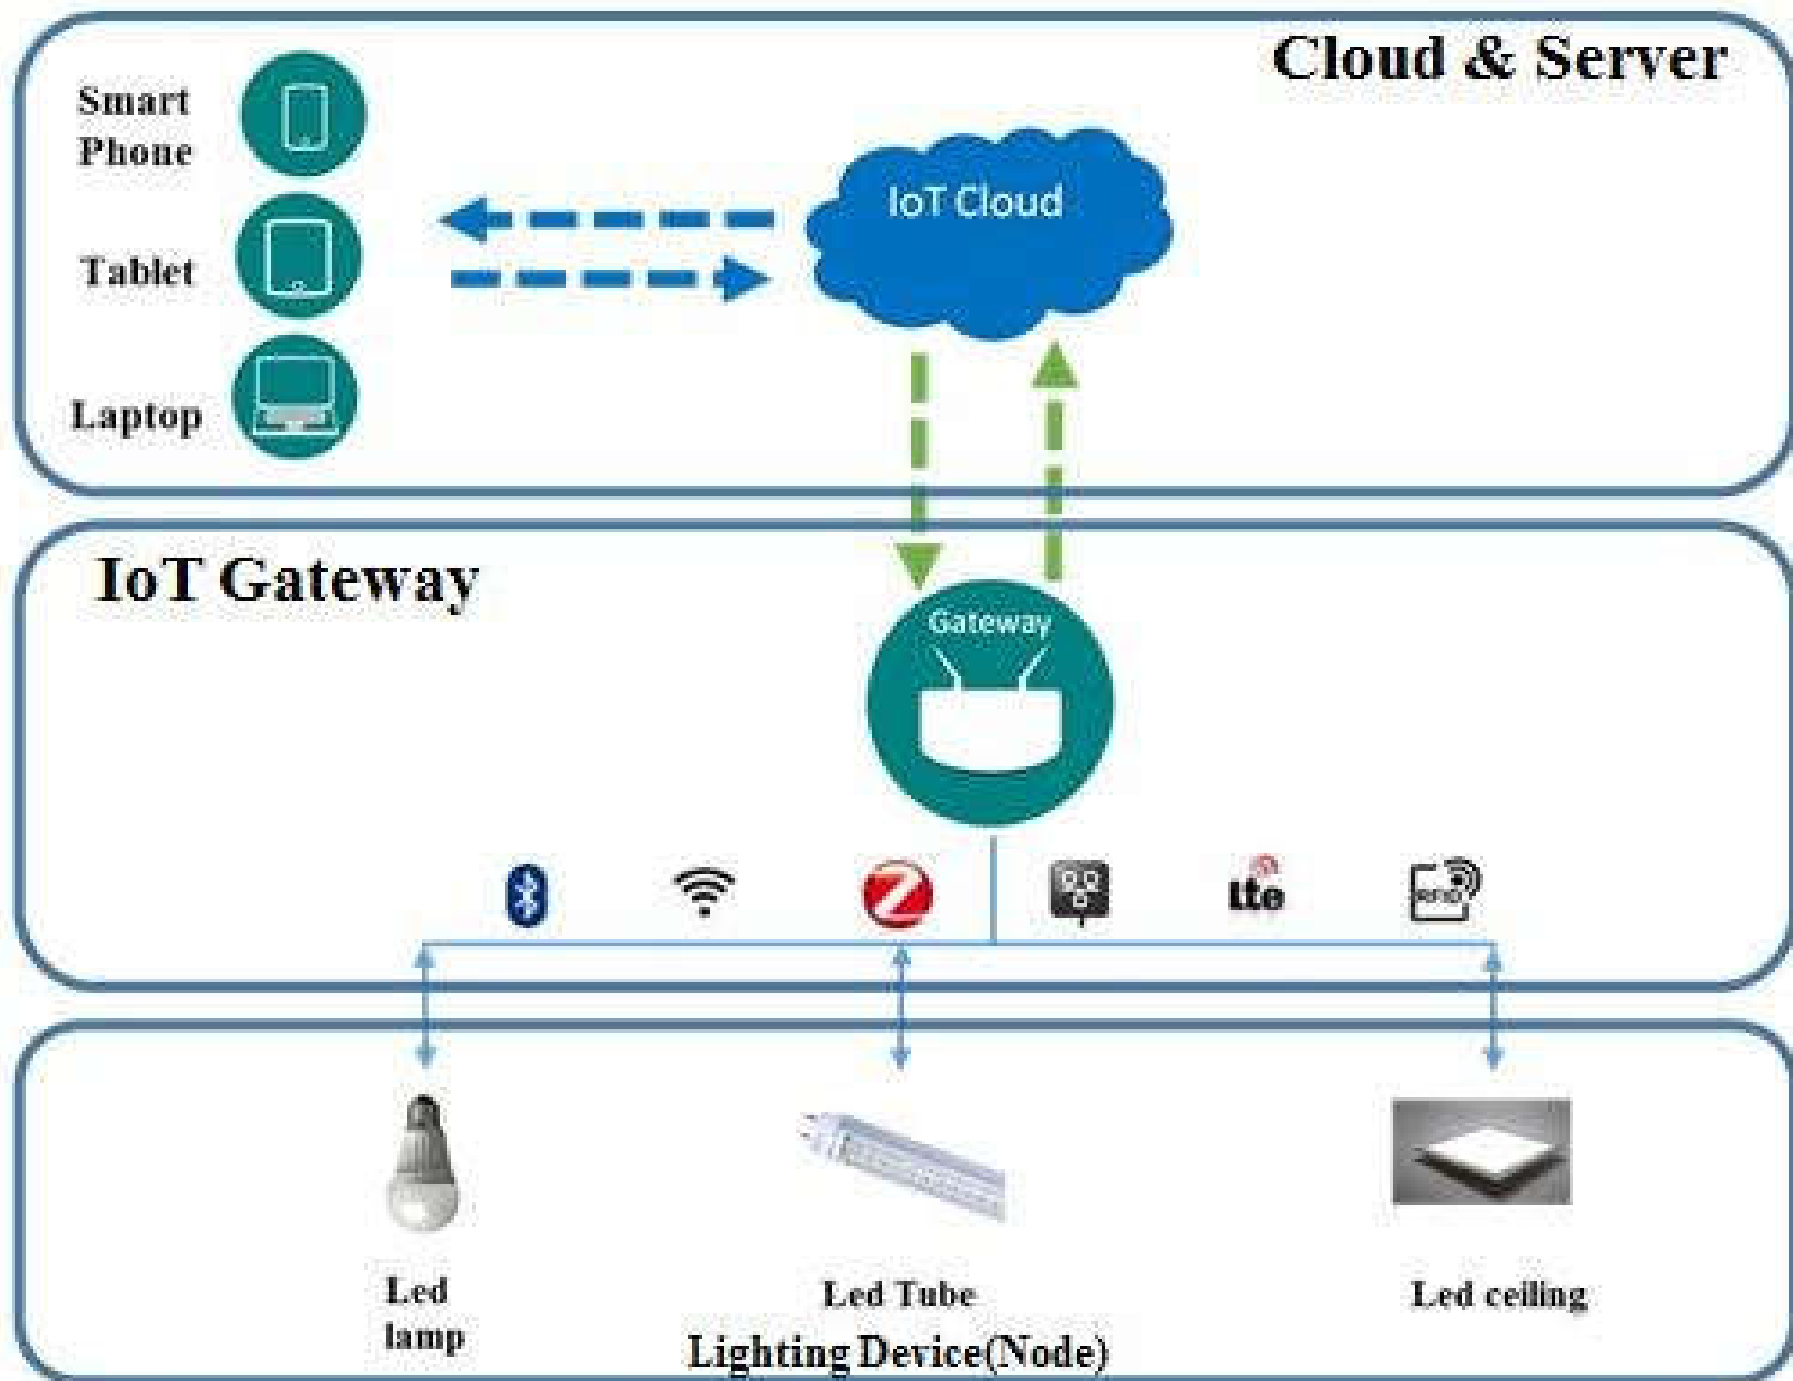 Cloud & Server
Smart
Phone
IoT Cloud
Tablet
Laptop
IoT Gateway
Gateway
lte
RFID
Led
lamp
Led Tube
Led ceiling
Lighting Device(Node)